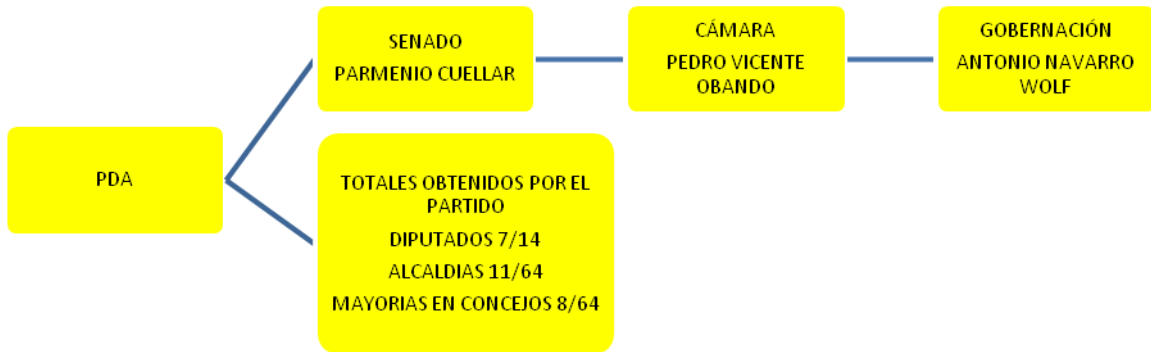 PDA
SENADO
PARMENIO CUELLAR
CÁMARA
PEDRO VICENTE
OBANDO
GOBERNACIÓN
ANTONIO NAVARRO
WOLF
TOTALES OBTENIDOS POR EL
PARTIDO
DIPUTADOS 7/14
ALCALDIAS 11/64
MAYORIAS EN CONCEJOS 8/64